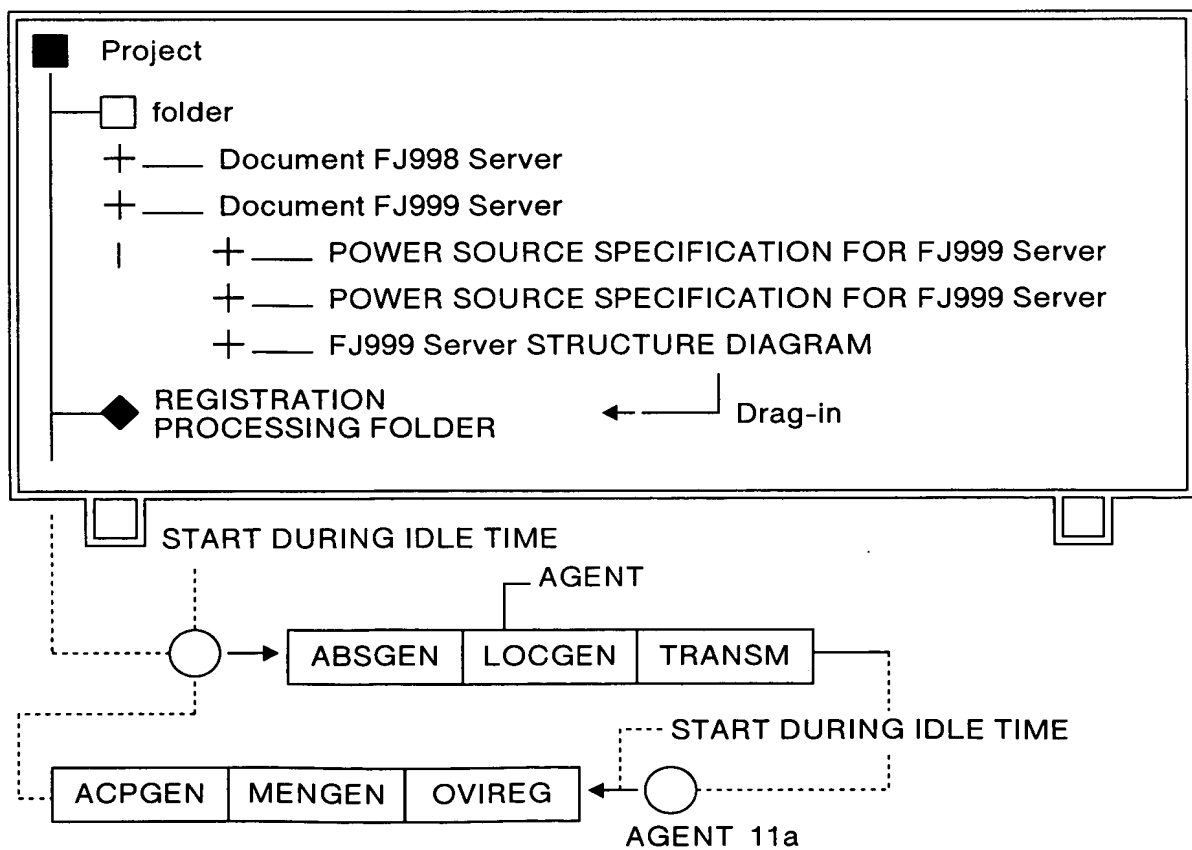 Project
folder
Document FJ998 Server
Document FJ999 Server
POWER SOURCE SPECIFICATION FOR FJ999 Server
POWER SOURCE SPECIFICATION FOR FJ999 Server
FJ999 Server STRUCTURE DIAGRAM
REGISTRATION
PROCESSING FOLDER
Drag-in
START DURING IDLE TIME
AGENT
ABSGEN LOCGEN TRANSM
START DURING IDLE TIME
ACPGEN MENGEN OVIREG
AGENT 11a